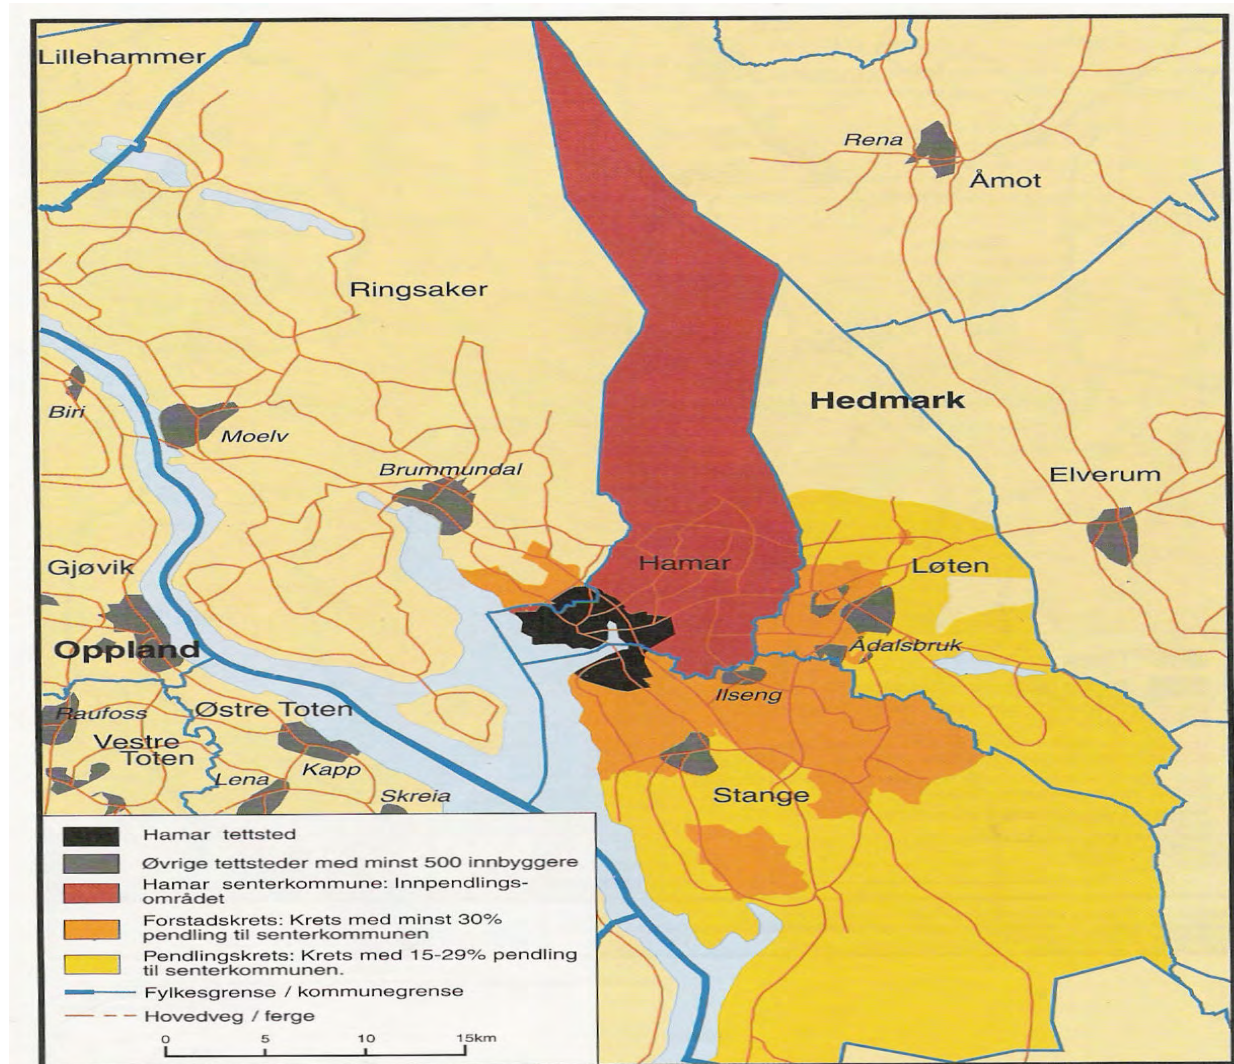 Lillehammer
Rena
Åmot
Ringsaker
Hedmark
Biri
Moelv
Brummundal
Elverum
Gjøvik
Hamar
Løten
Oppland
Ådalsbruk
Ilseng
Raufoss
Østre Toten
Vestre
Toten
Lena
Kapp
Skreia
Stange
Hamar tettsted
Øvrige tettsteder med minst 500 innbyggere
Hamar senterkommune: Innpendlings-
området
Forstadskrets: Krets med minst 30%
pendling til senterkommunen
Pendlingskrets: Krets med 15-29% pendling
til senterkommunen.
Fylkesgrense / kommunegrense
Hovedveg / ferge
0 5 10 15km